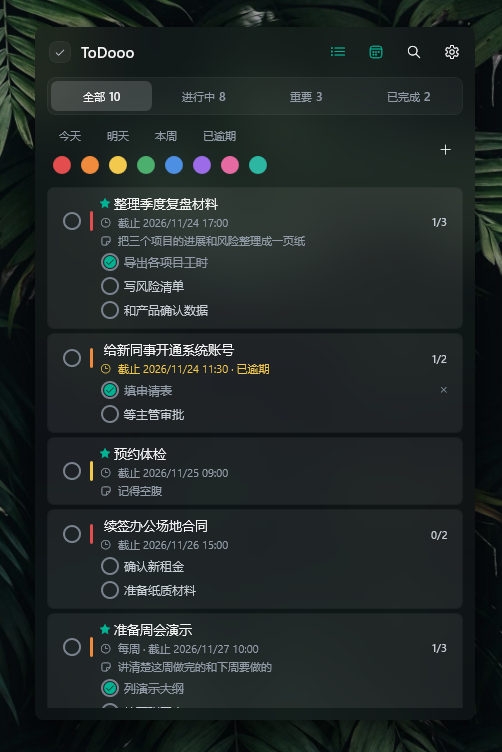 ToDooo
全部 10 进行中 8 重要 3 已完成 2
今天 明天 本周 已逾期
整理季度复盘材料
截止 2026/11/24 17:00
1/3
把三个项目的进展和风险整理成一页纸
导出各项目工时
写风险清单
和产品确认数据
给新同事开通系统账号
1/2
截止 2026/11/24 11:30 · 已逾期
填申请表
等主管审批
预约体检
截止 2026/11/25 09:00
记得空腹
续签办公场地合同
0/2
截止 2026/11/26 15:00
确认新租金
准备纸质材料
准备周会演示
每周 · 截止 2026/11/27 10:00
1/3
讲清楚这周做完的和下周要做的
列演示大纲